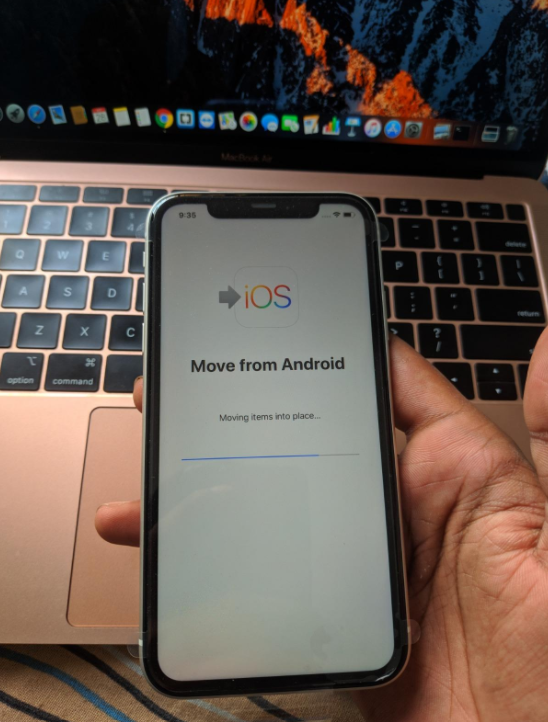 MacBook Air
9:35
iOS
Move from Android
Moving items into place...
Q W E
A S D
Z X C
option
command
P
delete
return